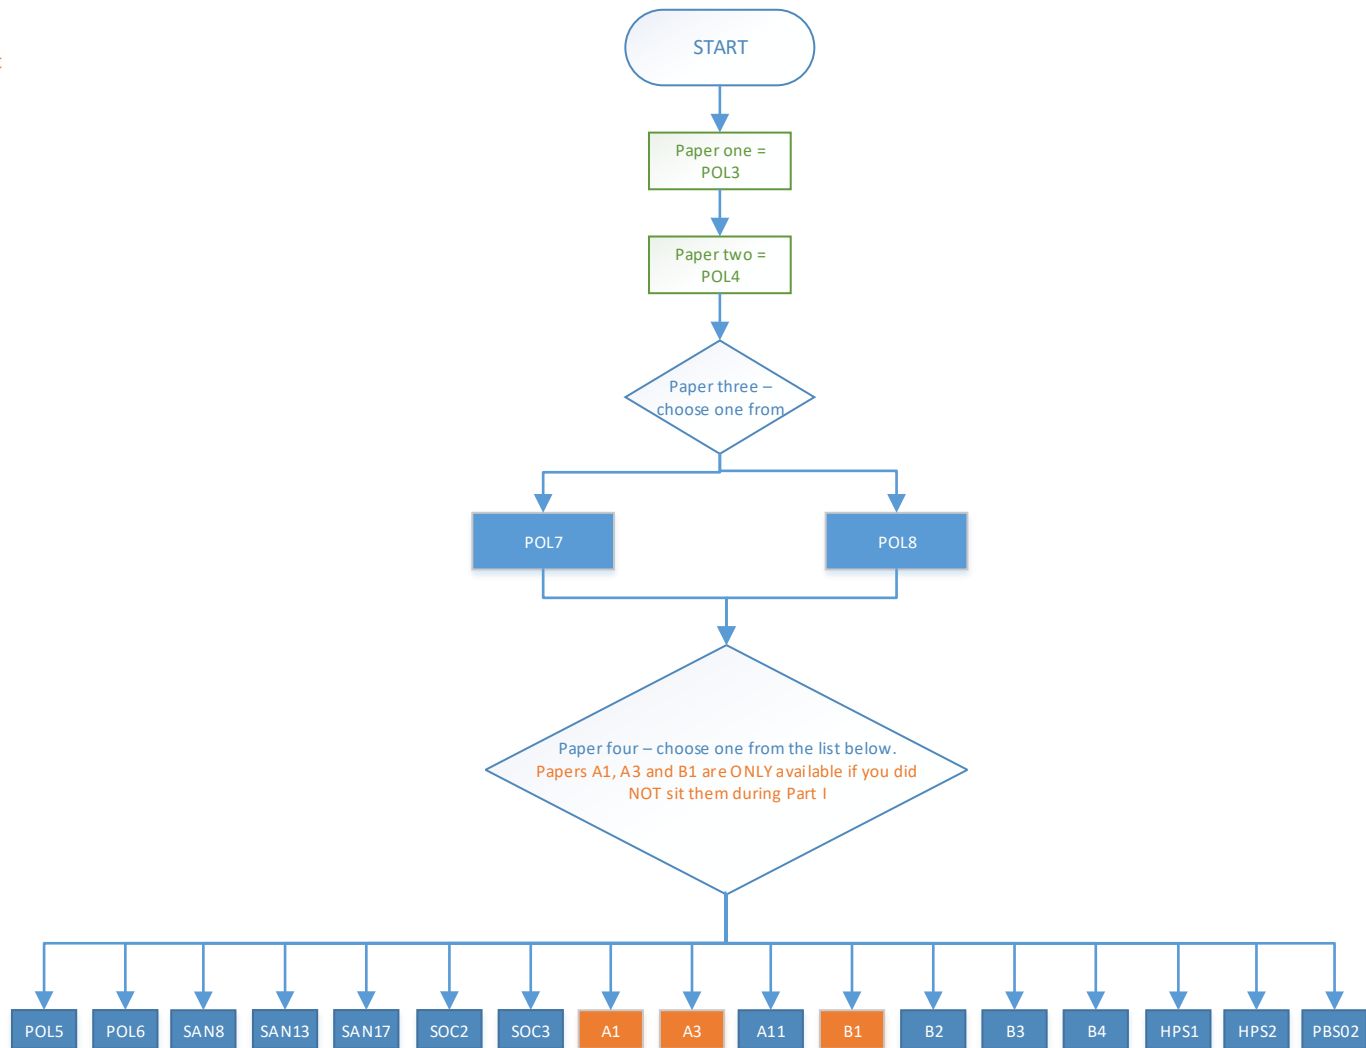 START
Paper one =
POL3
Paper two =
POL4
Paper three –
choose one from
POL7
POL8
Paper four – choose one from the list below.
Papers A1, A3 and B1 are ONLY available if you did
NOT sit them during Part I
POL5
POL6
SAN8
SAN13
SAN17
SOC2
SOC3
A1
A3
A11
B1
B2
B3
B4
HPS1
HPS2
PBS02